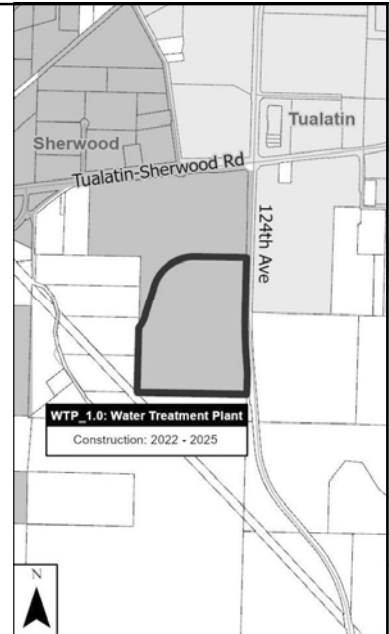 Tualatin
Sherwood
Tualatin-Sherwood Rd
124th Ave
WTP_1.0: Water Treatment Plant
Construction: 2022 - 2025
N